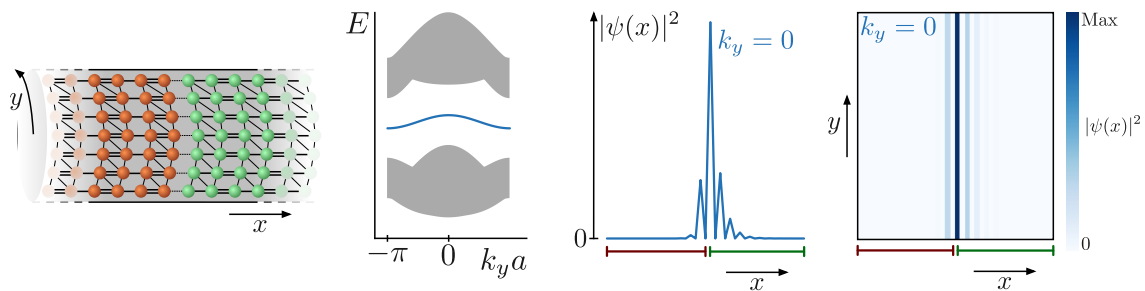 y
x
E
−π
0
k_y a
|ψ(x)|²
k_y = 0
0
x
k_y = 0
y
x
Max
|ψ(x)|²
0